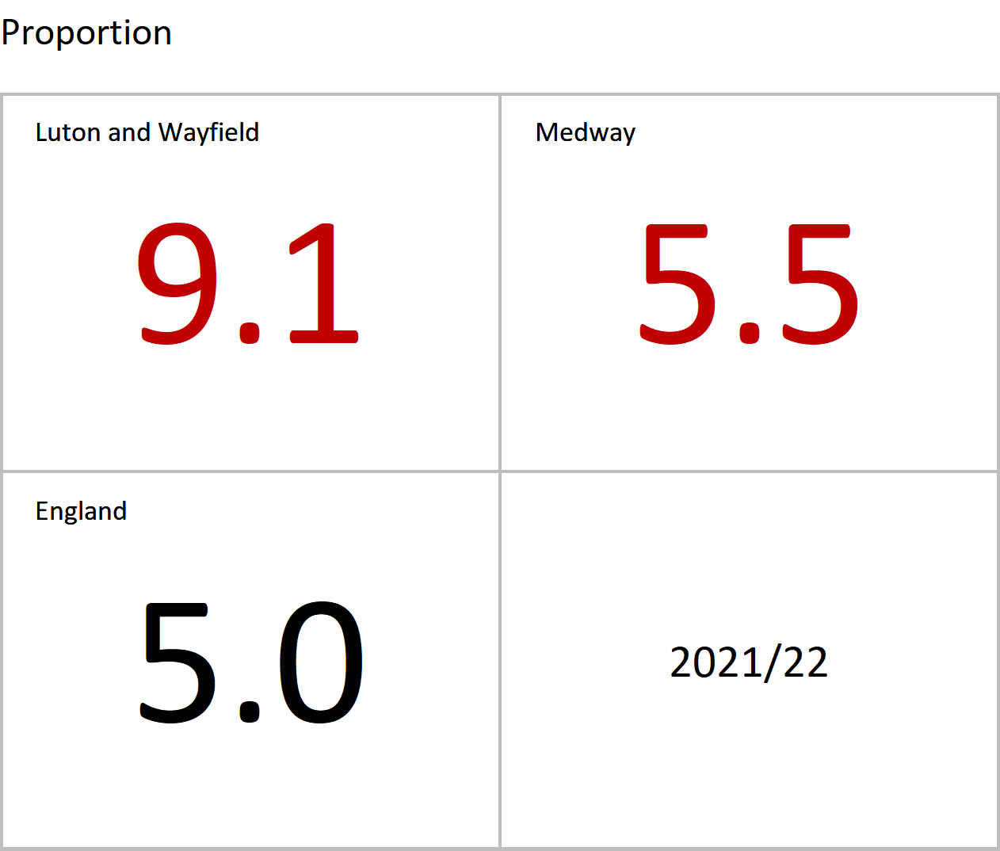 Proportion
Luton and Wayfield
9.1
Medway
5.5
England
5.0
2021/22